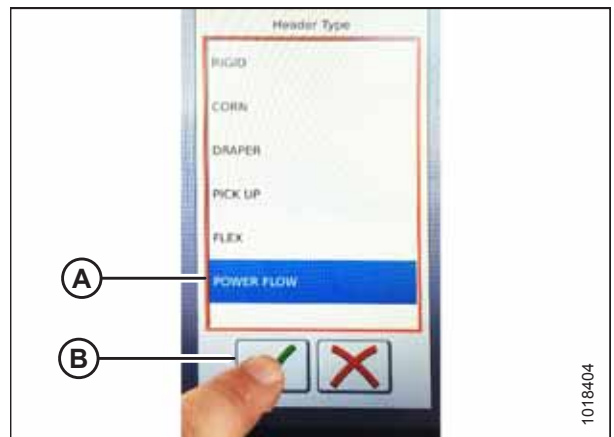 Header Type
RIGID
CORN
DRAPER
PICK UP
FLEX
A
POWER FLOW
B
1018404